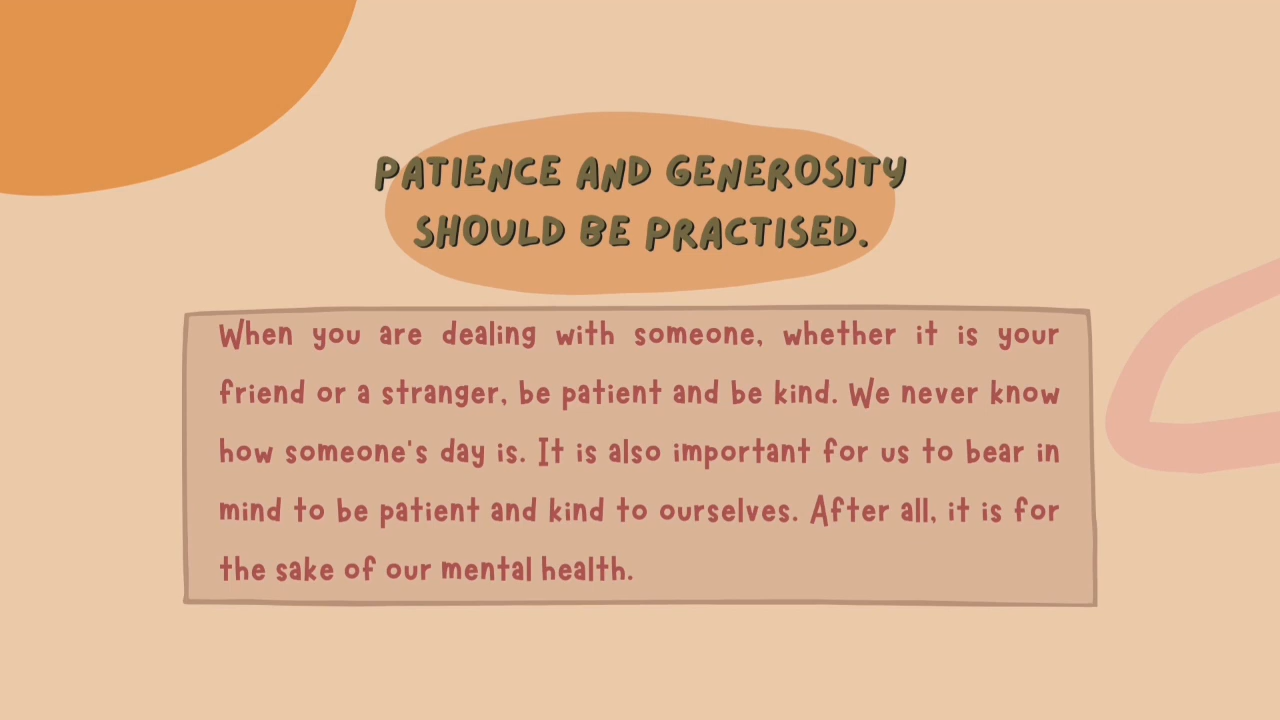 PATIENCE AND GENEROSITY
SHOULD BE PRACTISED.
When you are dealing with someone, whether it is your
friend or a stranger, be patient and be kind. We never know
how someone's day is. It is also important for us to bear in
mind to be patient and kind to ourselves. After all, it is for
the sake of our mental health.